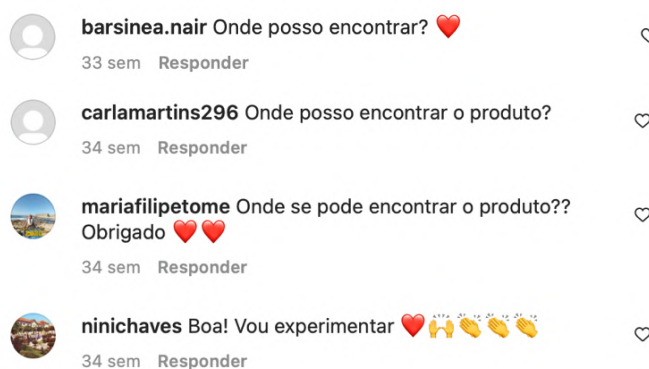 barsinea.nair Onde posso encontrar? ❤️
33 sem Responder
carlamartins296 Onde posso encontrar o produto?
34 sem Responder
mariafilipetome Onde se pode encontrar o produto??
Obrigado ❤️❤️
34 sem Responder
ninichaves Boa! Vou experimentar ❤️🙌👏👏👏
34 sem Responder